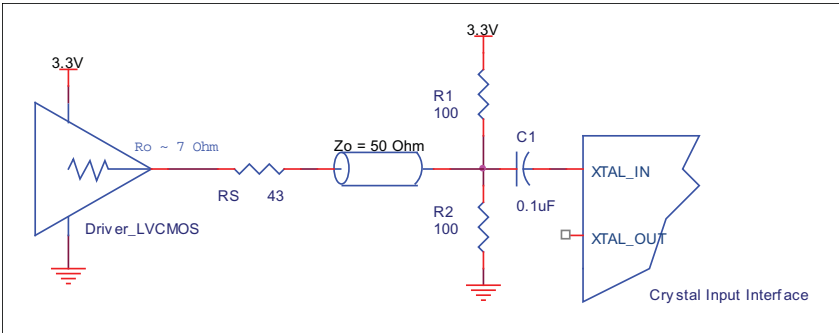 3.3V
3.3V
R1
100
C1
Ro ~ 7 Ohm
Zo = 50 Ohm
RS 43
XTAL_IN
0.1uF
R2
100
Driver_LVCMOS
XTAL_OUT
Crystal Input Interface